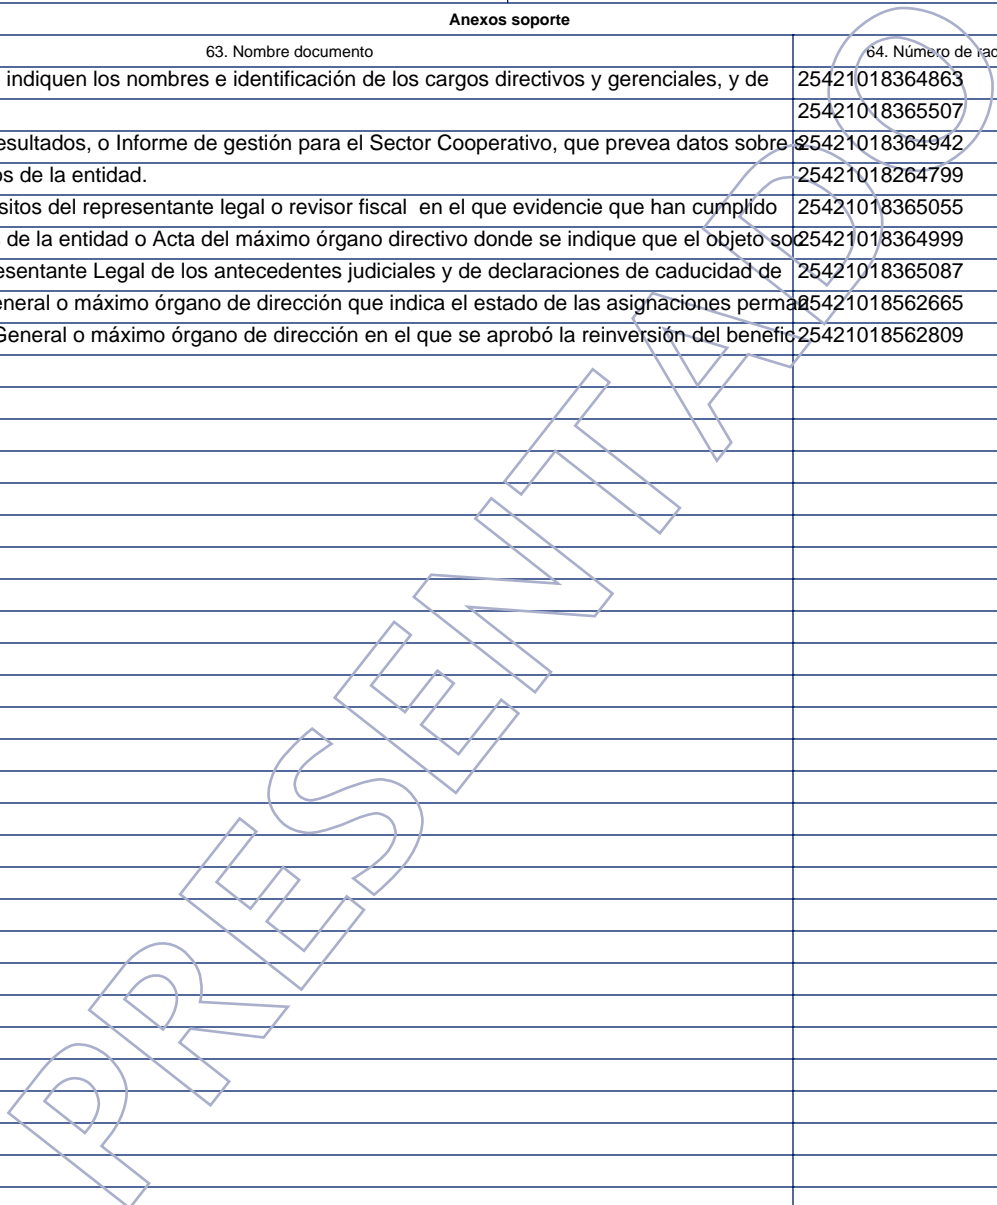 Anexos soporte
63. Nombre documento 64. Número de rad
indiquen los nombres e identificación de los cargos directivos y gerenciales, y de 25421018364863
25421018365507
esultados, o Informe de gestión para el Sector Cooperativo, que prevea datos sobre s 25421018364942
os de la entidad. 25421018264799
sitos del representante legal o revisor fiscal en el que evidencie que han cumplido 25421018365055
de la entidad o Acta del máximo órgano directivo donde se indique que el objeto soc 25421018364999
esentante Legal de los antecedentes judiciales y de declaraciones de caducidad de 25421018365087
eneral o máximo órgano de dirección que indica el estado de las asignaciones perman 25421018562665
General o máximo órgano de dirección en el que se aprobó la reinversión del benefic 25421018562809
PRESENTADO